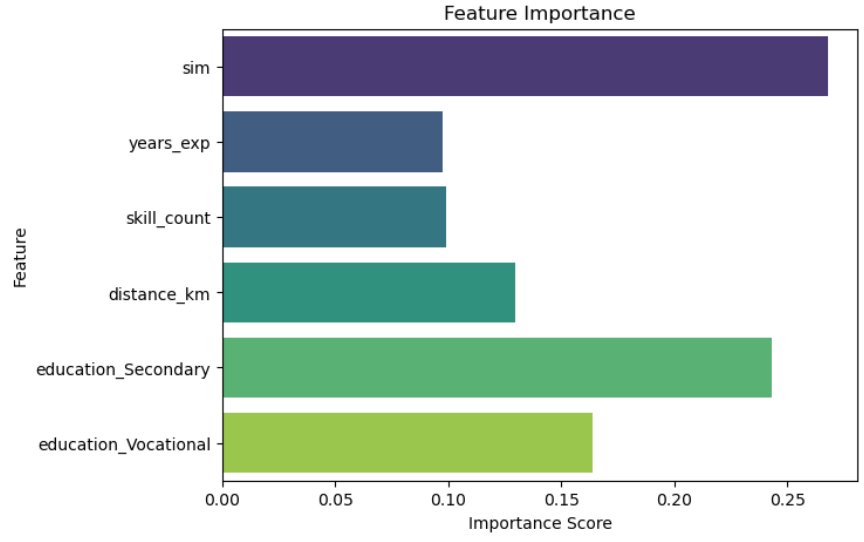 Feature Importance
sim
years_exp
skill_count
distance_km
education_Secondary
education_Vocational
Feature
0.00 0.05 0.10 0.15 0.20 0.25
Importance Score